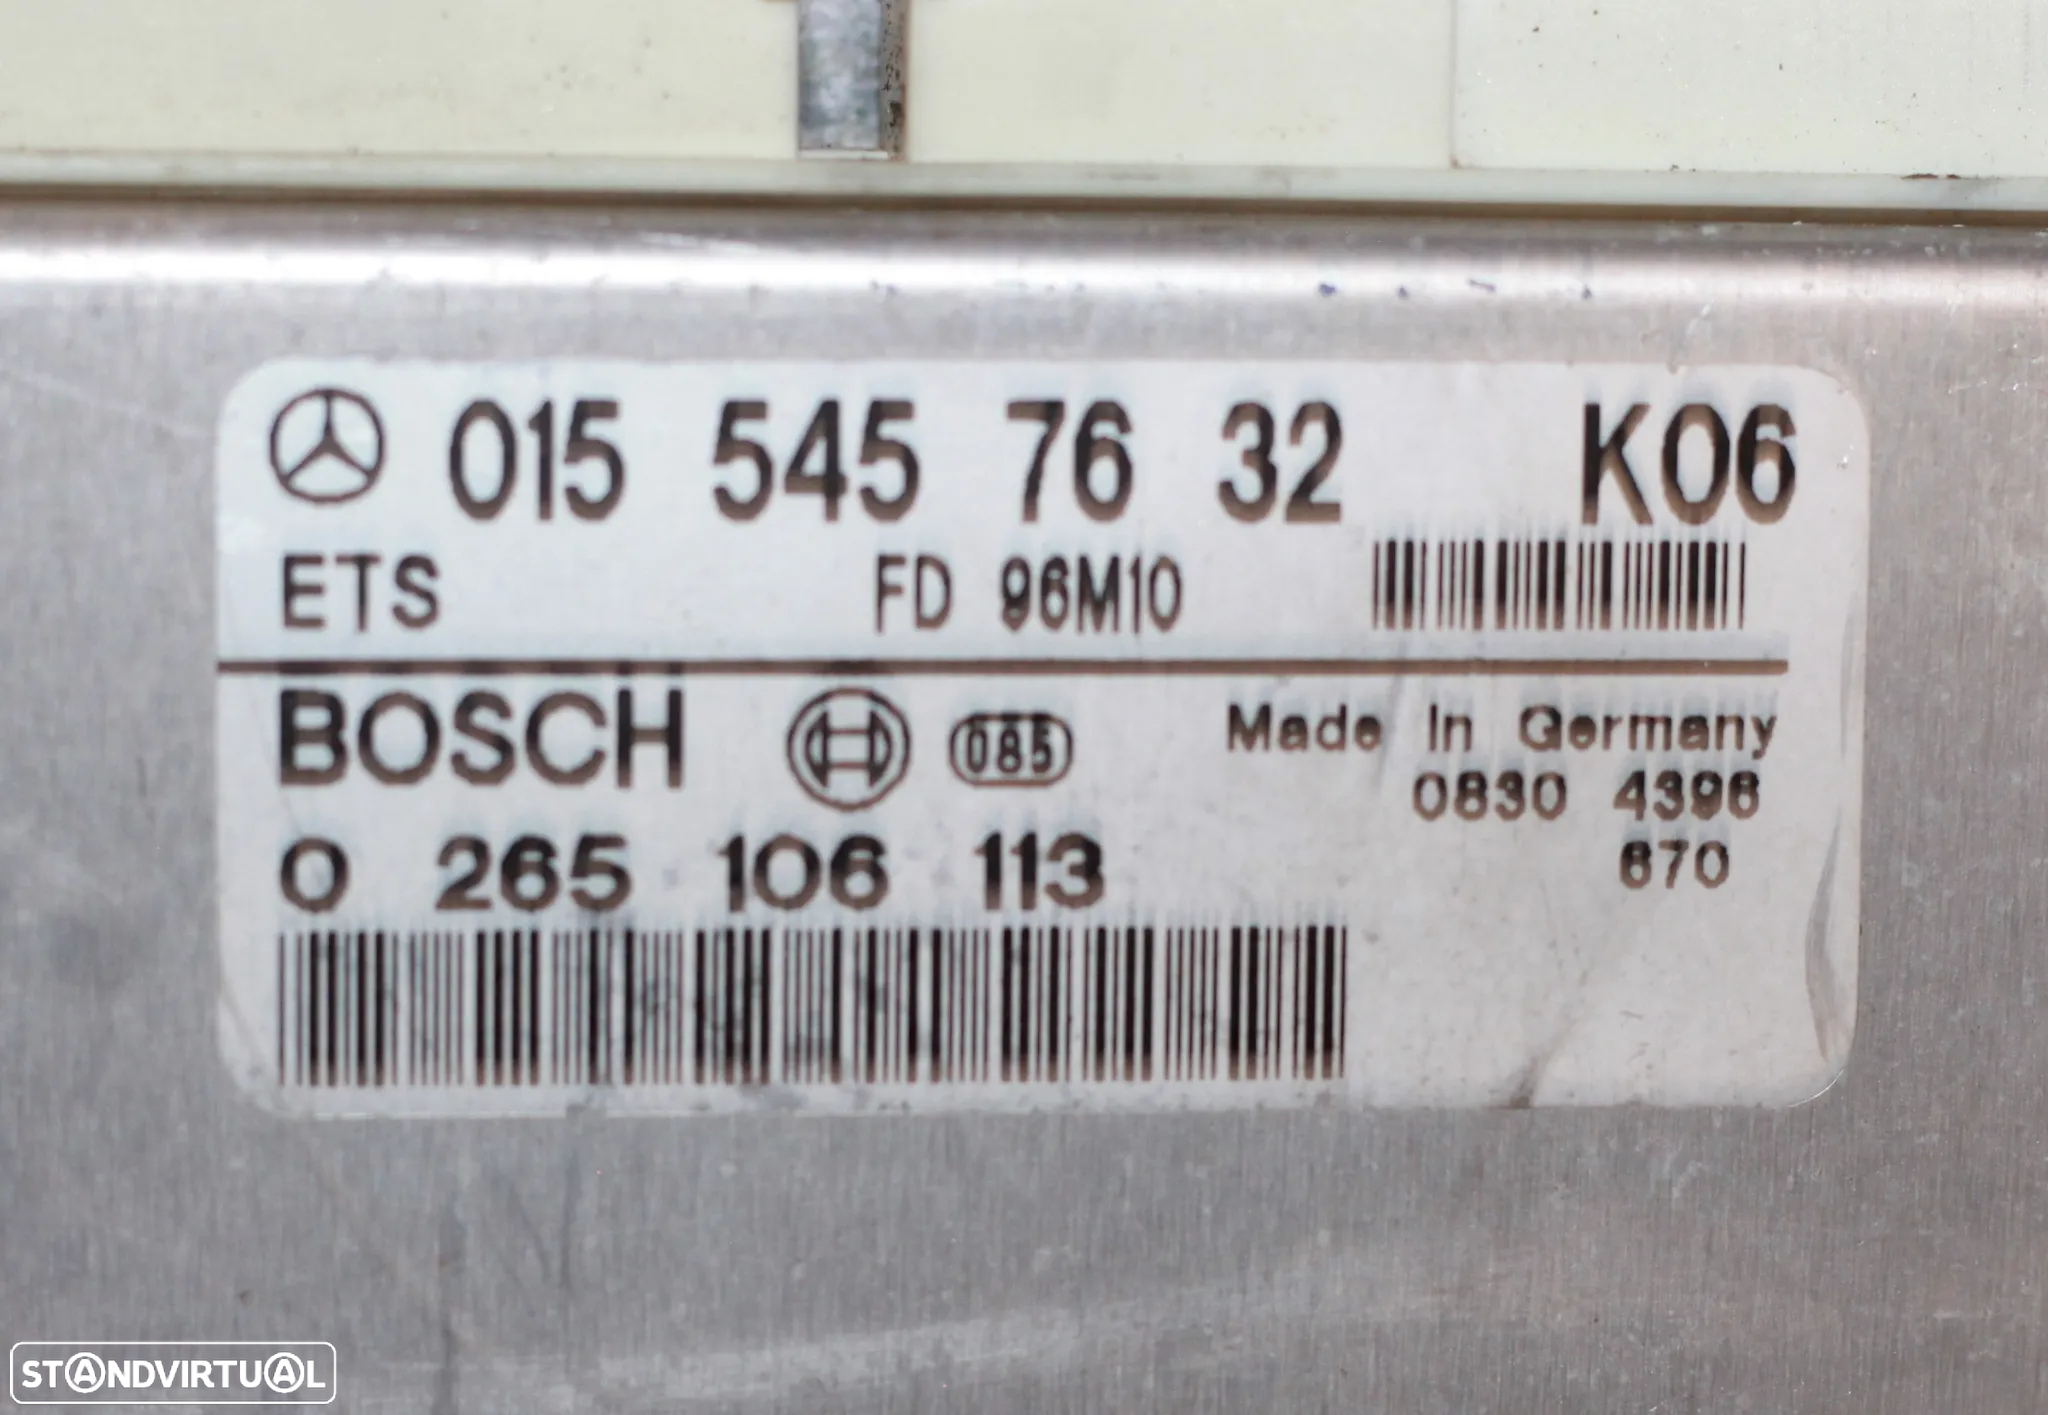 015 545 76 32 K06
ETS FD 96M10
BOSCH 085 Made In Germany
0830 4396
670
0 265 106 113
STANDVIRTUAL